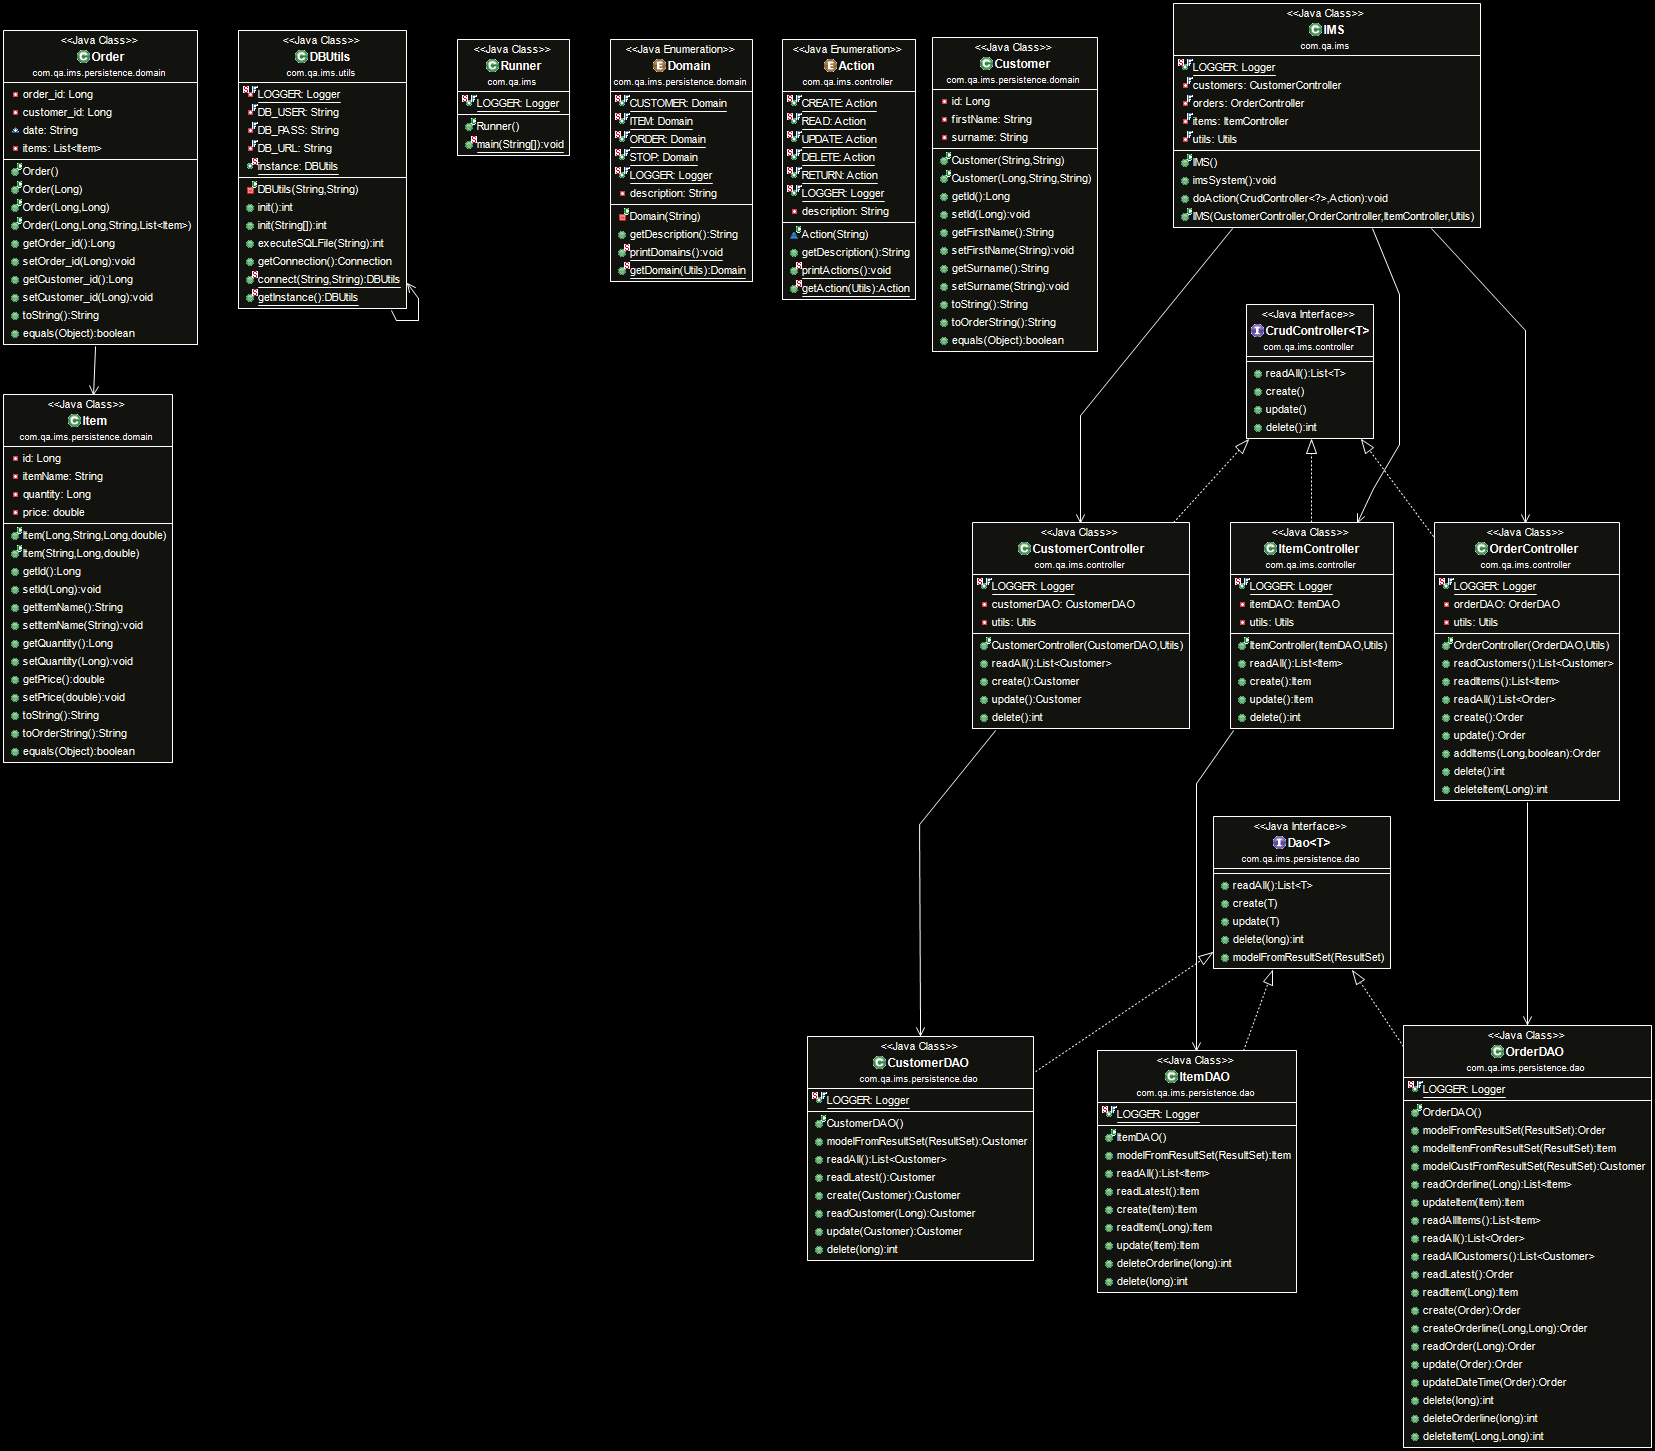 <<Java Class>>
Order
com.qa.ims.persistence.domain
order_id: Long
customer_id: Long
date: String
items: List<Item>
Order()
Order(Long)
Order(Long,Long)
Order(Long,Long,String,List<Item>)
getOrder_id():Long
setOrder_id(Long):void
getCustomer_id():Long
setCustomer_id(Long):void
toString():String
equals(Object):boolean
<<Java Class>>
Item
com.qa.ims.persistence.domain
id: Long
itemName: String
quantity: Long
price: double
Item(Long,String,Long,double)
Item(String,Long,double)
getId():Long
setId(Long):void
getItemName():String
setItemName(String):void
getQuantity():Long
setQuantity(Long):void
getPrice():double
setPrice(double):void
toString():String
toOrderString():String
equals(Object):boolean
<<Java Class>>
DBUtils
com.qa.ims.utils
LOGGER: Logger
DB_USER: String
DB_PASS: String
DB_URL: String
instance: DBUtils
DBUtils(String,String)
init():int
init(String[]):int
executeSQLFile(String):int
getConnection():Connection
connect(String,String):DBUtils
getInstance():DBUtils
<<Java Class>>
Runner
com.qa.ims
LOGGER: Logger
Runner()
main(String[]):void
<<Java Enumeration>>
Domain
com.qa.ims.persistence.domain
CUSTOMER: Domain
ITEM: Domain
ORDER: Domain
STOP: Domain
LOGGER: Logger
description: String
Domain(String)
getDescription():String
printDomains():void
getDomain(Utils):Domain
<<Java Enumeration>>
Action
com.qa.ims.controller
CREATE: Action
READ: Action
UPDATE: Action
DELETE: Action
RETURN: Action
LOGGER: Logger
description: String
Action(String)
getDescription():String
printActions():void
getAction(Utils):Action
<<Java Class>>
Customer
com.qa.ims.persistence.domain
id: Long
firstName: String
surname: String
Customer(String,String)
Customer(Long,String,String)
getId():Long
setId(Long):void
getFirstName():String
setFirstName(String):void
getSurname():String
setSurname(String):void
toString():String
toOrderString():String
equals(Object):boolean
<<Java Class>>
IMS
com.qa.ims
LOGGER: Logger
customers: CustomerController
orders: OrderController
items: ItemController
utils: Utils
IMS()
imsSystem():void
doAction(CrudController<?>,Action):void
IMS(CustomerController,OrderController,ItemController,Utils)
<<Java Interface>>
CrudController<T>
com.qa.ims.controller
readAll():List<T>
create()
update()
delete():int
<<Java Class>>
CustomerController
com.qa.ims.controller
LOGGER: Logger
customerDAO: CustomerDAO
utils: Utils
CustomerController(CustomerDAO,Utils)
readAll():List<Customer>
create():Customer
update():Customer
delete():int
<<Java Class>>
ItemController
com.qa.ims.controller
LOGGER: Logger
itemDAO: ItemDAO
utils: Utils
ItemController(ItemDAO,Utils)
readAll():List<Item>
create():Item
update():Item
delete():int
<<Java Class>>
OrderController
com.qa.ims.controller
LOGGER: Logger
orderDAO: OrderDAO
utils: Utils
OrderController(OrderDAO,Utils)
readCustomers():List<Customer>
readItems():List<Item>
readAll():List<Order>
create():Order
update():Order
addItems(Long,boolean):Order
delete():int
deleteItem(Long):int
<<Java Interface>>
Dao<T>
com.qa.ims.persistence.dao
readAll():List<T>
create(T)
update(T)
delete(long):int
modelFromResultSet(ResultSet)
<<Java Class>>
CustomerDAO
com.qa.ims.persistence.dao
LOGGER: Logger
CustomerDAO()
modelFromResultSet(ResultSet):Customer
readAll():List<Customer>
readLatest():Customer
create(Customer):Customer
readCustomer(Long):Customer
update(Customer):Customer
delete(long):int
<<Java Class>>
ItemDAO
com.qa.ims.persistence.dao
LOGGER: Logger
ItemDAO()
modelFromResultSet(ResultSet):Item
readAll():List<Item>
readLatest():Item
create(Item):Item
readItem(Long):Item
update(Item):Item
deleteOrderline(long):int
delete(long):int
<<Java Class>>
OrderDAO
com.qa.ims.persistence.dao
LOGGER: Logger
OrderDAO()
modelFromResultSet(ResultSet):Order
modelItemFromResultSet(ResultSet):Item
modelCustFromResultSet(ResultSet):Customer
readOrderline(Long):List<Item>
updateItem(Item):Item
readAllItems():List<Item>
readAll():List<Order>
readAllCustomers():List<Customer>
readLatest():Order
readItem(Long):Item
create(Order):Order
createOrderline(Long,Long):Order
readOrder(Long):Order
update(Order):Order
updateDateTime(Order):Order
delete(long):int
deleteOrderline(long):int
deleteItem(Long,Long):int